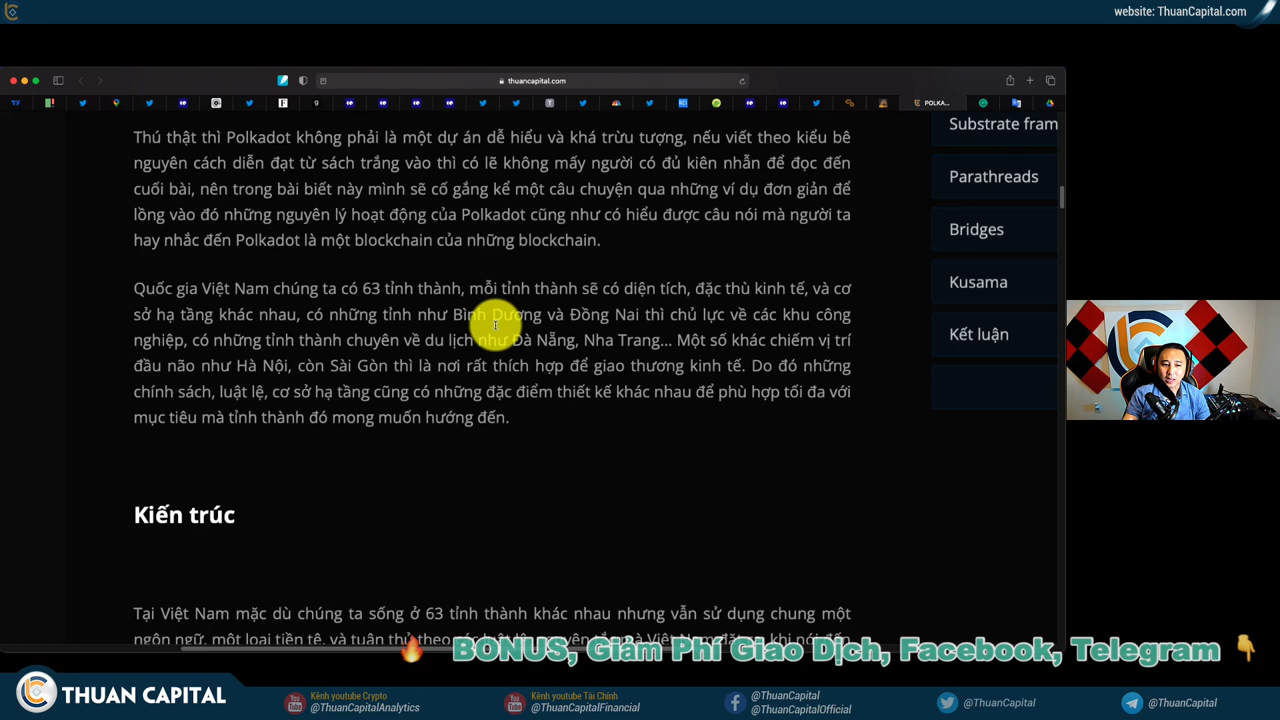 website: ThuanCapital.com
thuancapital.com
POLKA...
Thú thật thì Polkadot không phải là một dự án dễ hiểu và khá trừu tượng, nếu viết theo kiểu bê
nguyên cách diễn đạt từ sách trắng vào thì có lẽ không mấy người có đủ kiên nhẫn để đọc đến
cuối bài, nên trong bài biết này mình sẽ cố gắng kể một câu chuyện qua những ví dụ đơn giản để
lồng vào đó những nguyên lý hoạt động của Polkadot cũng như có hiểu được câu nói mà người ta
hay nhắc đến Polkadot là một blockchain của những blockchain.
Quốc gia Việt Nam chúng ta có 63 tỉnh thành, mỗi tỉnh thành sẽ có diện tích, đặc thù kinh tế, và cơ
sở hạ tầng khác nhau, có những tỉnh như Bình Dương và Đồng Nai thì chủ lực về các khu công
nghiệp, có những tỉnh thành chuyên về du lịch như Đà Nẵng, Nha Trang... Một số khác chiếm vị trí
đầu não như Hà Nội, còn Sài Gòn thì là nơi rất thích hợp để giao thương kinh tế. Do đó những
chính sách, luật lệ, cơ sở hạ tầng cũng có những đặc điểm thiết kế khác nhau để phù hợp tối đa với
mục tiêu mà tỉnh thành đó mong muốn hướng đến.
Kiến trúc
Tại Việt Nam mặc dù chúng ta sống ở 63 tỉnh thành khác nhau nhưng vẫn sử dụng chung một
ngôn ngữ, một loại tiền tệ, và tuân thủ theo
Substrate fram
Parathreads
Bridges
Kusama
Kết luận
BONUS, Giảm Phí Giao Dịch, Facebook, Telegram
THUAN CAPITAL
Kênh youtube Crypto
@ThuanCapitalAnalytics
Kênh youtube Tài Chính
@ThuanCapitalFinancial
@ThuanCapital
@ThuanCapitalOfficial
@ThuanCapital
@ThuanCapital